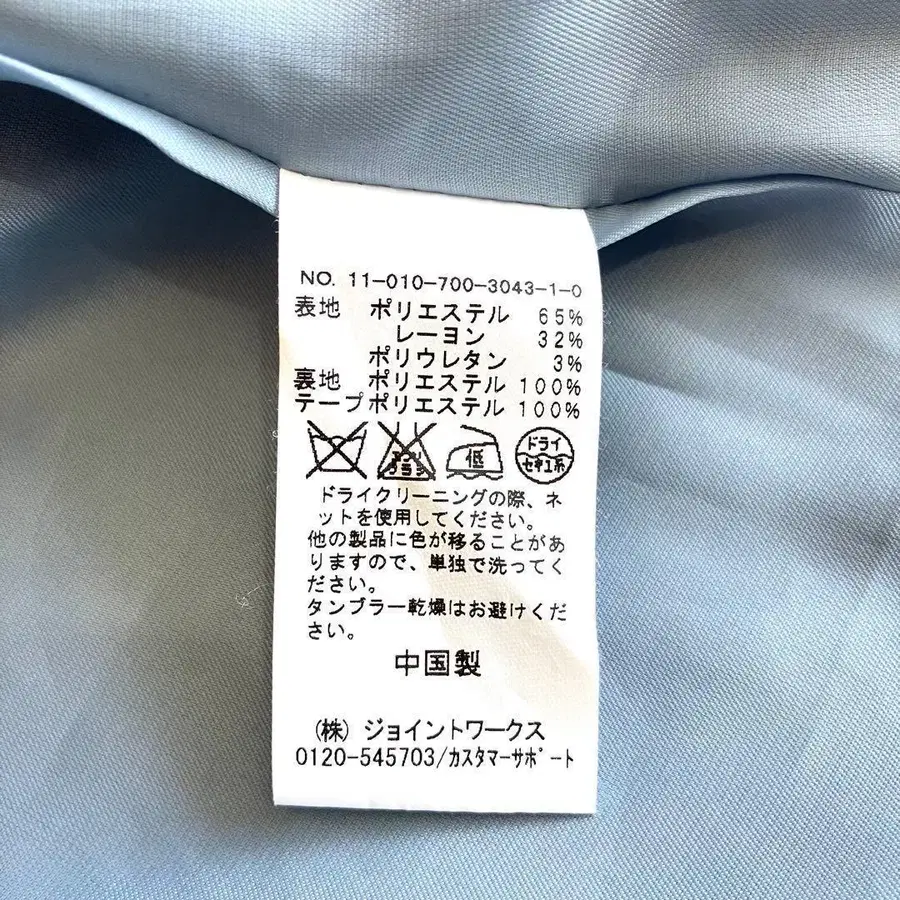 NO. 11-010-700-3043-1-0
表地 ポリエステル 65%
レーヨン 32%
ポリウレタン 3%
裏地 ポリエステル 100%
テープポリエステル 100%
エンソ サラシ 低 ドライ セキユ系
ドライクリーニングの際、ネ
ットを使用してください。
他の製品に色が移ることがあ
りますので、単独で洗ってく
ださい。
タンブラー乾燥はお避けくだ
さい。
中国製
(株) ジョイントワークス
0120-545703/カスタマーサポート